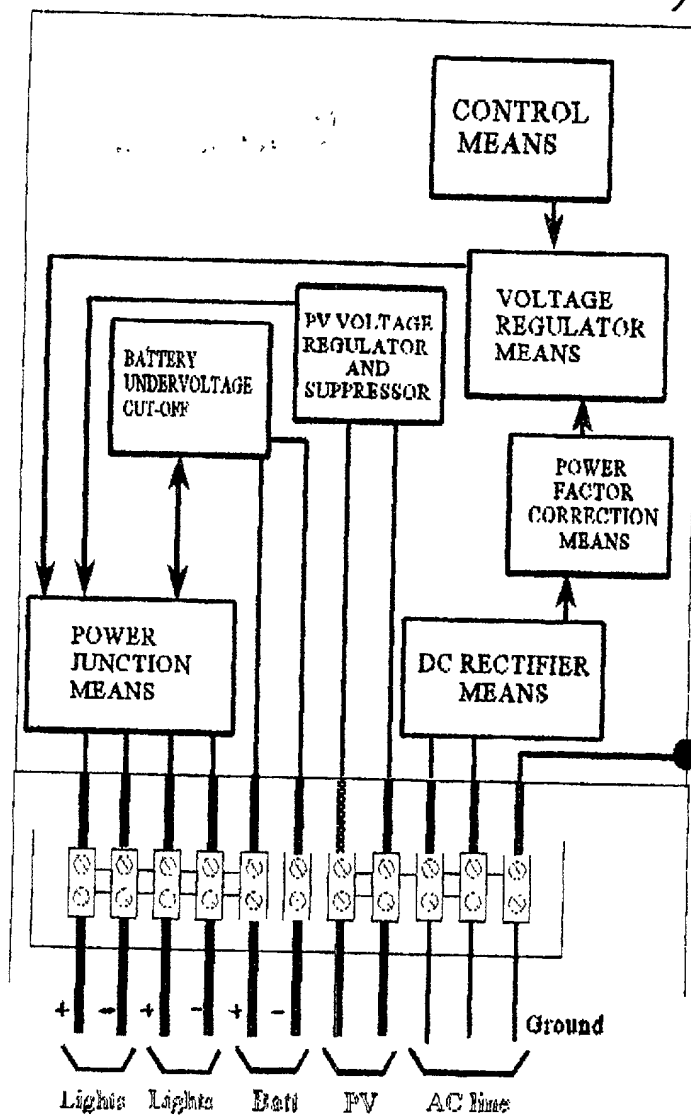 CONTROL
MEANS
VOLTAGE
REGULATOR
MEANS
PV VOLTAGE
REGULATOR
AND
SUPPRESSOR
BATTERY
UNDERVOLTAGE
CUT-OFF
POWER
FACTOR
CORRECTION
MEANS
POWER
JUNCTION
MEANS
DC RECTIFIER
MEANS
+ - + - + -
Ground
Lights Lights Batt PV AC line